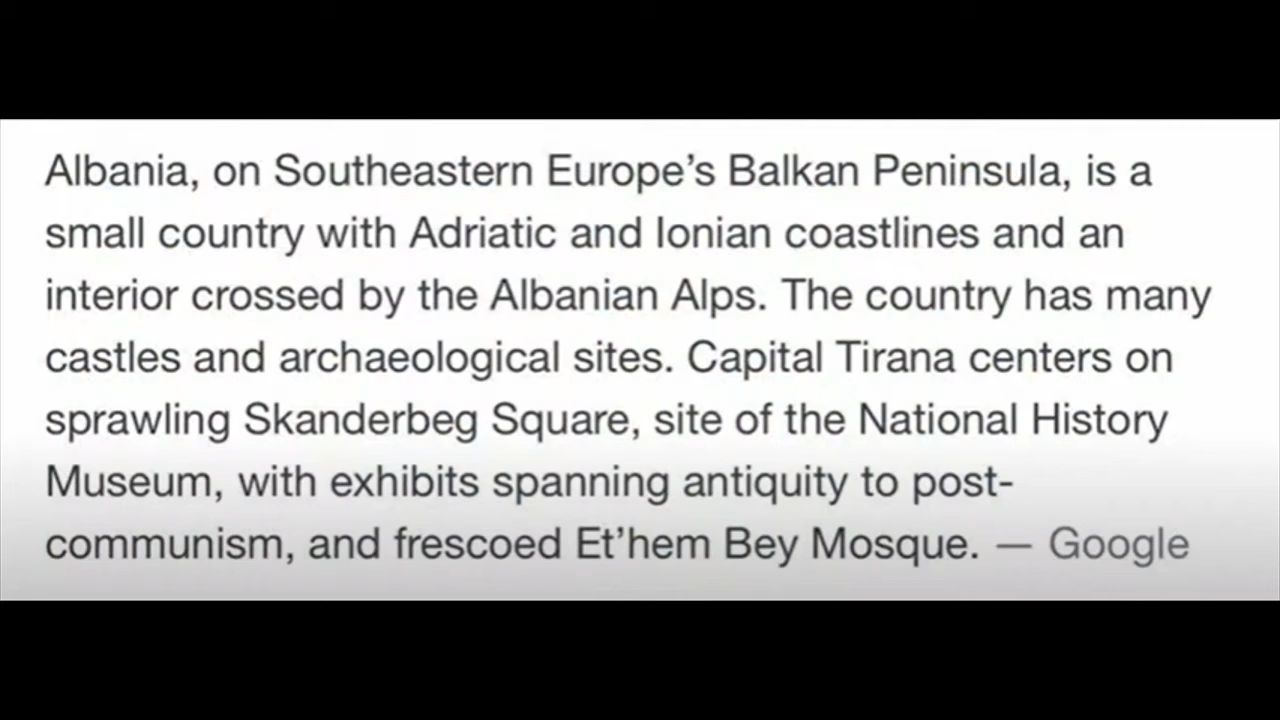 Albania, on Southeastern Europe’s Balkan Peninsula, is a
small country with Adriatic and Ionian coastlines and an
interior crossed by the Albanian Alps. The country has many
castles and archaeological sites. Capital Tirana centers on
sprawling Skanderbeg Square, site of the National History
Museum, with exhibits spanning antiquity to post-
communism, and frescoed Et’hem Bey Mosque. — Google